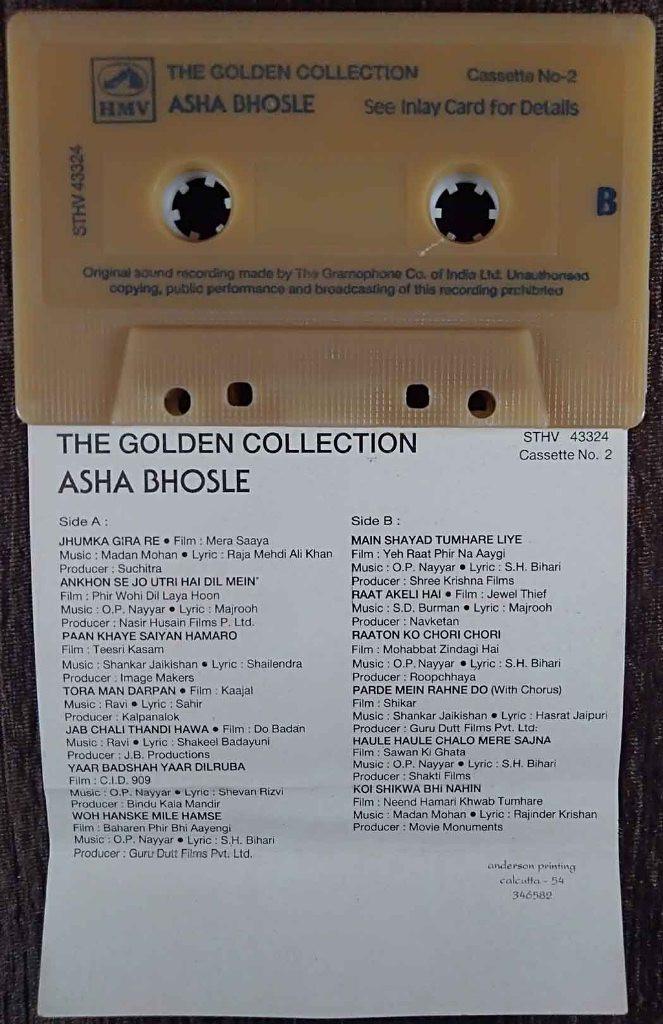 THE GOLDEN COLLECTION Cassette No-2
HMV ASHA BHOSLE See Inlay Card for Details
STHV 43324
B
Original sound recording made by The Gramophone Co. of India Ltd. Unauthorised
copying, public performance and broadcasting of this recording prohibited
THE GOLDEN COLLECTION
ASHA BHOSLE
STHV 43324
Cassette No. 2
Side A :
JHUMKA GIRA RE ● Film : Mera Saaya
Music : Madan Mohan ● Lyric : Raja Mehdi Ali Khan
Producer : Suchitra
ANKHON SE JO UTRI HAI DIL MEIN
Film : Phir Wohi Dil Laya Hoon
Music : O.P. Nayyar ● Lyric : Majrooh
Producer : Nasir Husain Films P. Ltd.
PAAN KHAYE SAIYAN HAMARO
Film : Teesri Kasam
Music : Shankar Jaikishan ● Lyric : Shailendra
Producer : Image Makers
TORA MAN DARPAN ● Film : Kaajal
Music : Ravi ● Lyric : Sahir
Producer : Kalpanalok
JAB CHALI THANDI HAWA ● Film : Do Badan
Music : Ravi ● Lyric : Shakeel Badayuni
Producer : J.B. Productions
YAAR BADSHAH YAAR DILRUBA
Film : C.I.D. 909
Music : O.P. Nayyar ● Lyric : Shevan Rizvi
Producer : Bindu Kala Mandir
WOH HANSKE MILE HAMSE
Film : Baharen Phir Bhi Aayengi
Music : O.P. Nayyar ● Lyric : S.H. Bihari
Producer : Guru Dutt Films Pvt. Ltd.
Side B :
MAIN SHAYAD TUMHARE LIYE
Film : Yeh Raat Phir Na Aaygi
Music : O.P. Nayyar ● Lyric : S.H. Bihari
Producer : Shree Krishna Films
RAAT AKELI HAI ● Film : Jewel Thief
Music : S.D. Burman ● Lyric : Majrooh
Producer : Navketan
RAATON KO CHORI CHORI
Film : Mohabbat Zindagi Hai
Music : O.P. Nayyar ● Lyric : S.H. Bihari
Producer : Roopchhaya
PARDE MEIN RAHNE DO (With Chorus)
Film : Shikar
Music : Shankar Jaikishan ● Lyric : Hasrat Jaipuri
Producer : Guru Dutt Films Pvt. Ltd:
HAULE HAULE CHALO MERE SAJNA
Film : Sawan Ki Ghata
Music : O.P. Nayyar ● Lyric : S.H. Bihari
Producer : Shakti Films
KOI SHIKWA BHI NAHIN
Film : Neend Hamari Khwab Tumhare
Music : Madan Mohan ● Lyric : Rajinder Krishan
Producer : Movie Monuments
anderson printing
calcutta - 54
346582